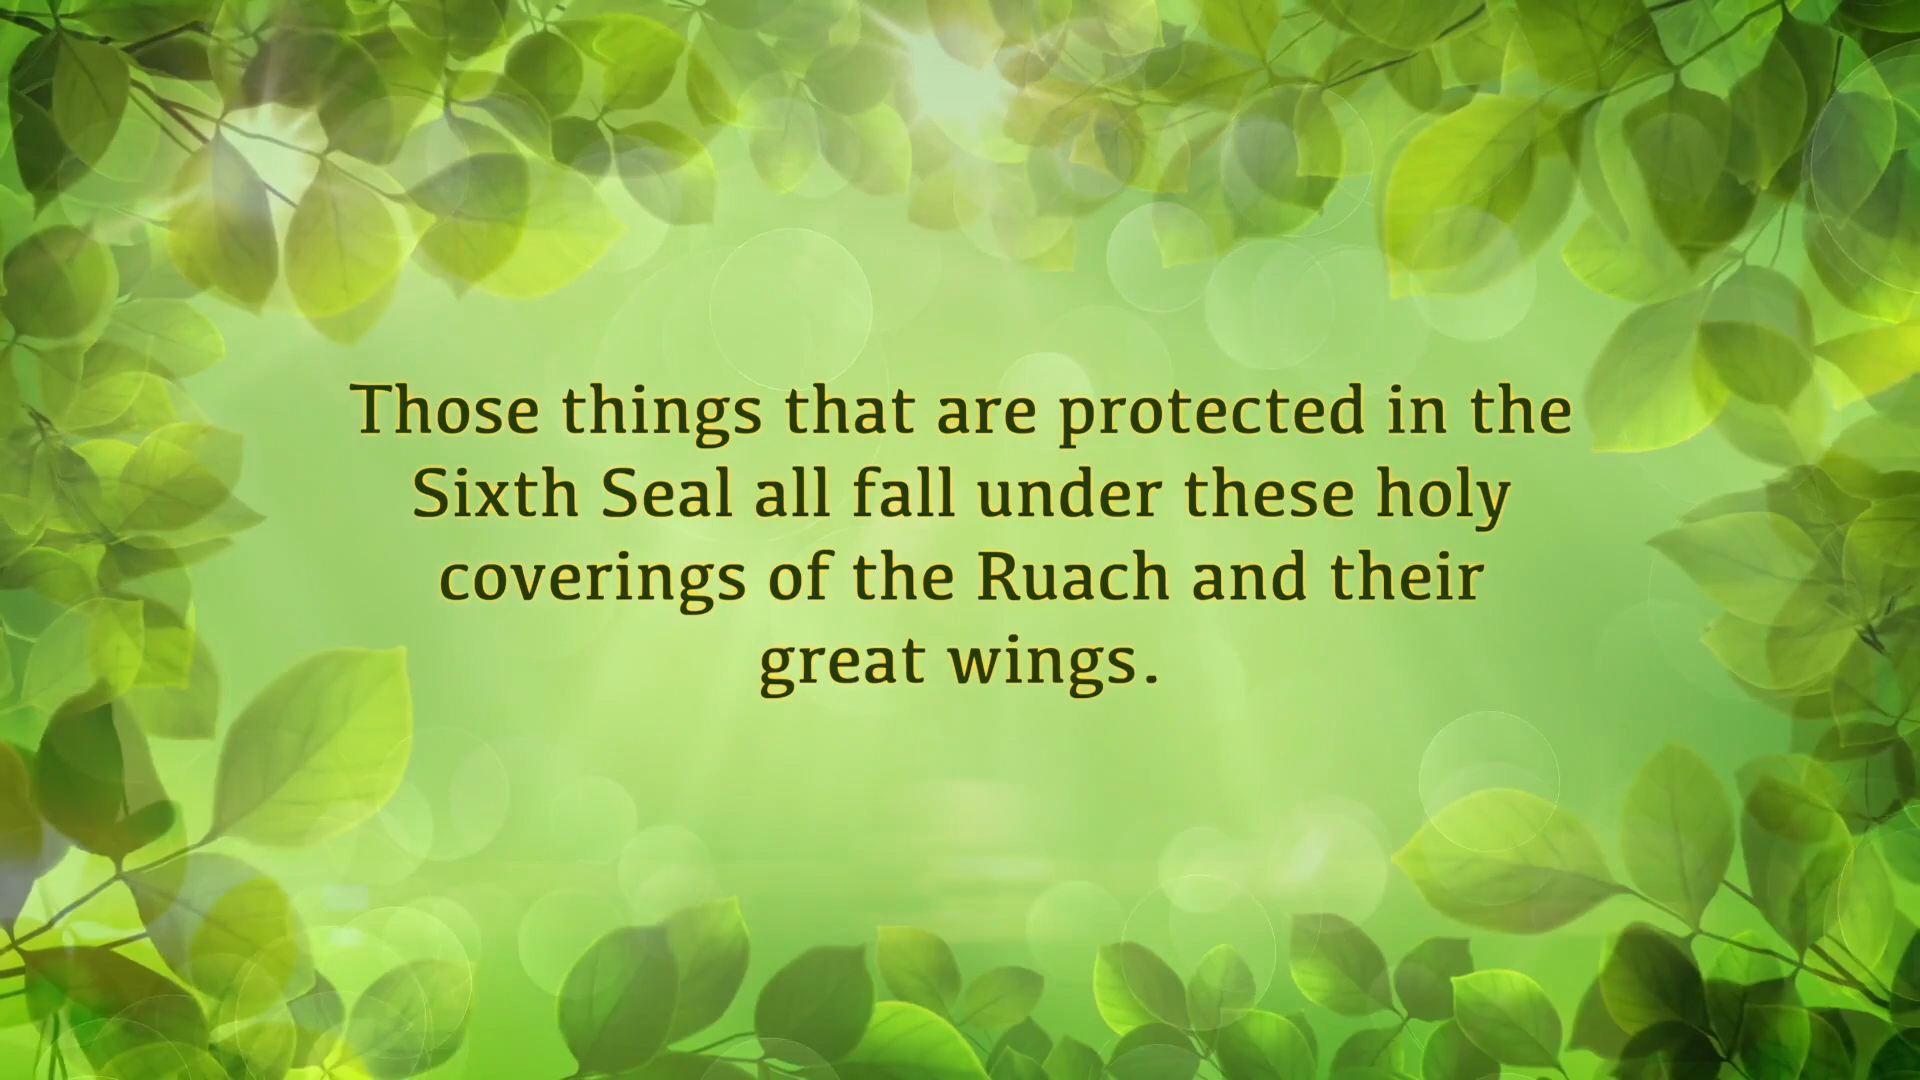 Those things that are protected in the
Sixth Seal all fall under these holy
coverings of the Ruach and their
great wings.